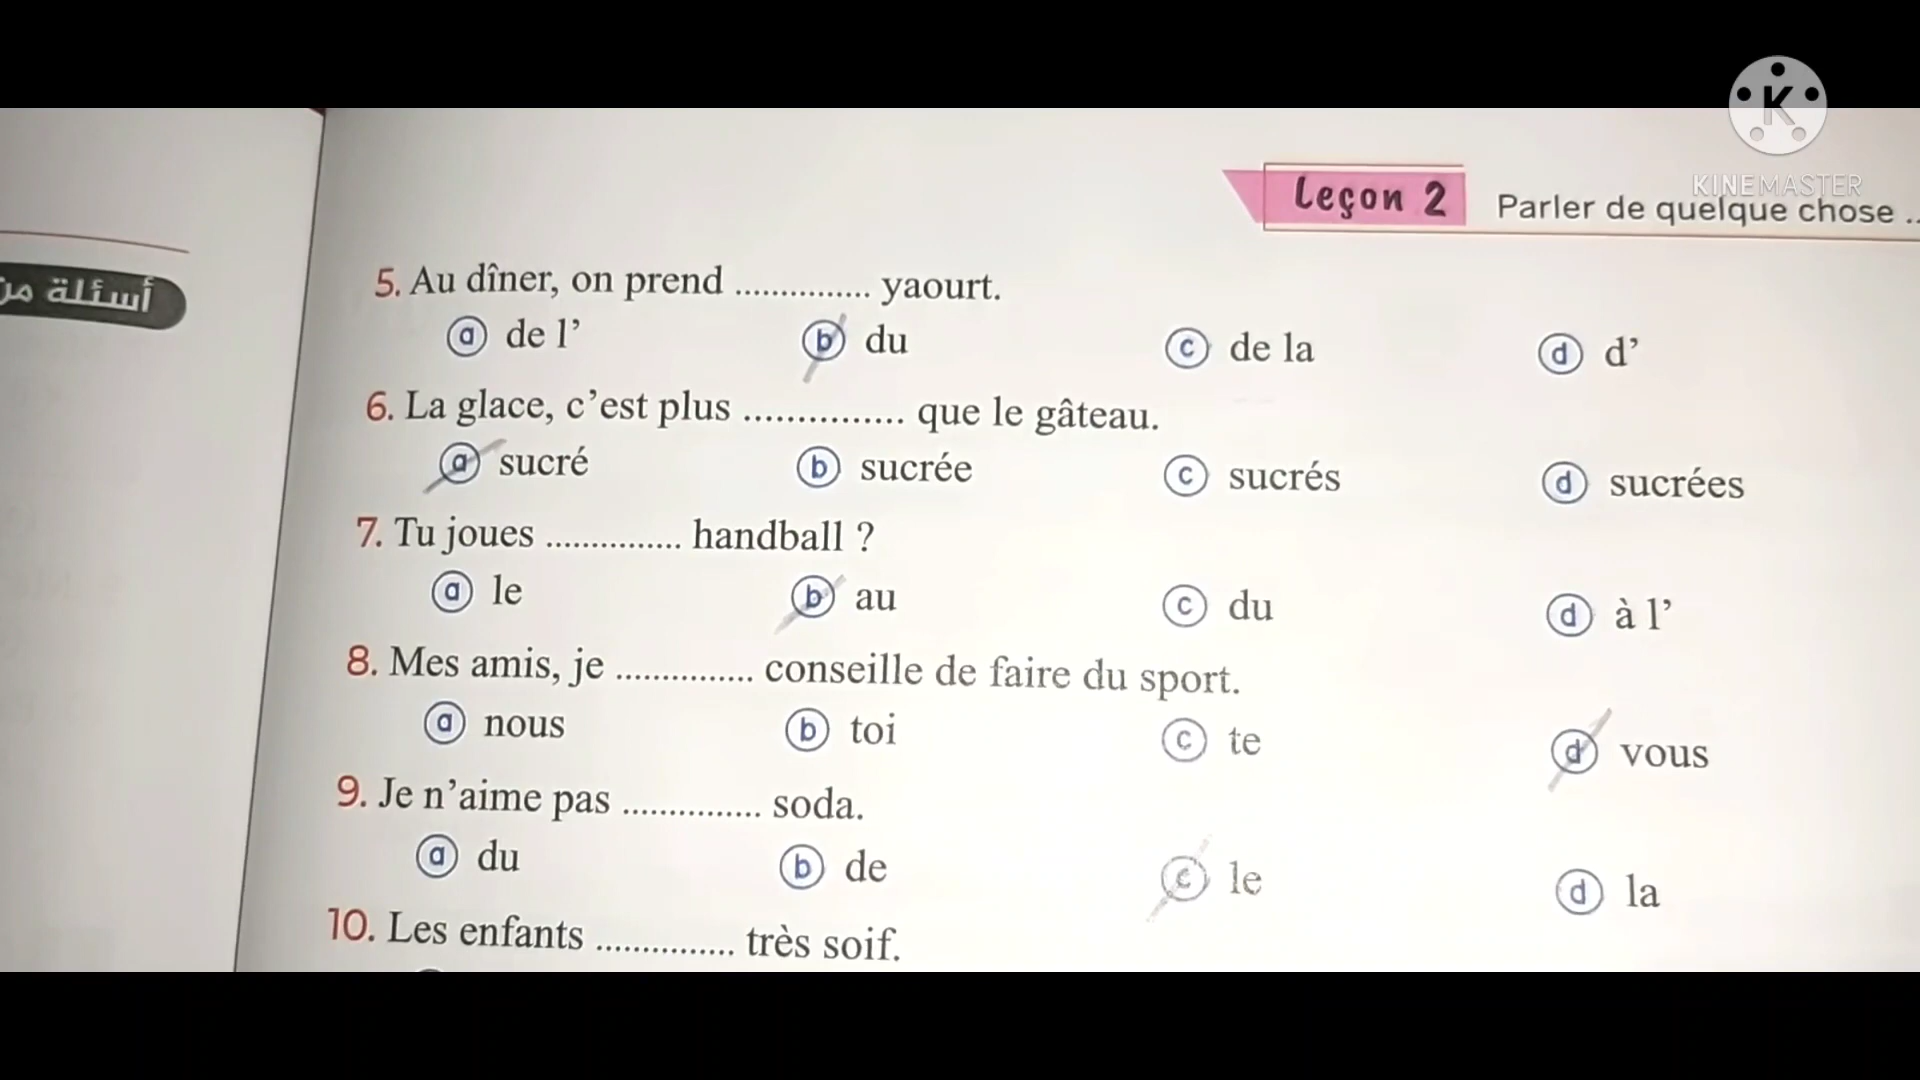 KINEMASTER
Leçon 2 Parler de quelque chose ..
أسئلة
5. Au dîner, on prend ............... yaourt.
a de l’ b du c de la d d’
6. La glace, c’est plus ................ que le gâteau.
a sucré b sucrée c sucrés d sucrées
7. Tu joues ............... handball ?
a le b au c du d à l’
8. Mes amis, je ............... conseille de faire du sport.
a nous b toi c te d vous
9. Je n’aime pas ............... soda.
a du b de c le d la
10. Les enfants ............... très soif.